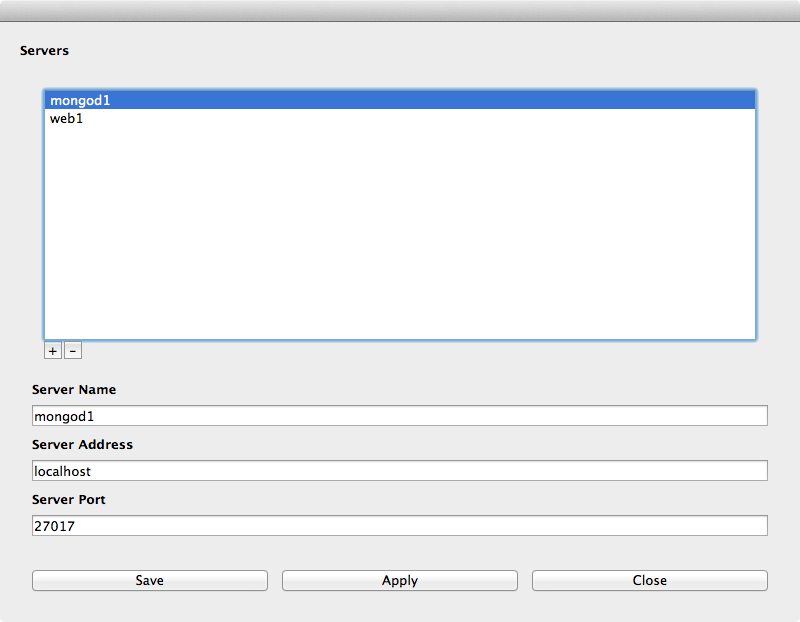 Servers
mongod1
web1
+ -
Server Name
mongod1
Server Address
localhost
Server Port
27017
Save Apply Close